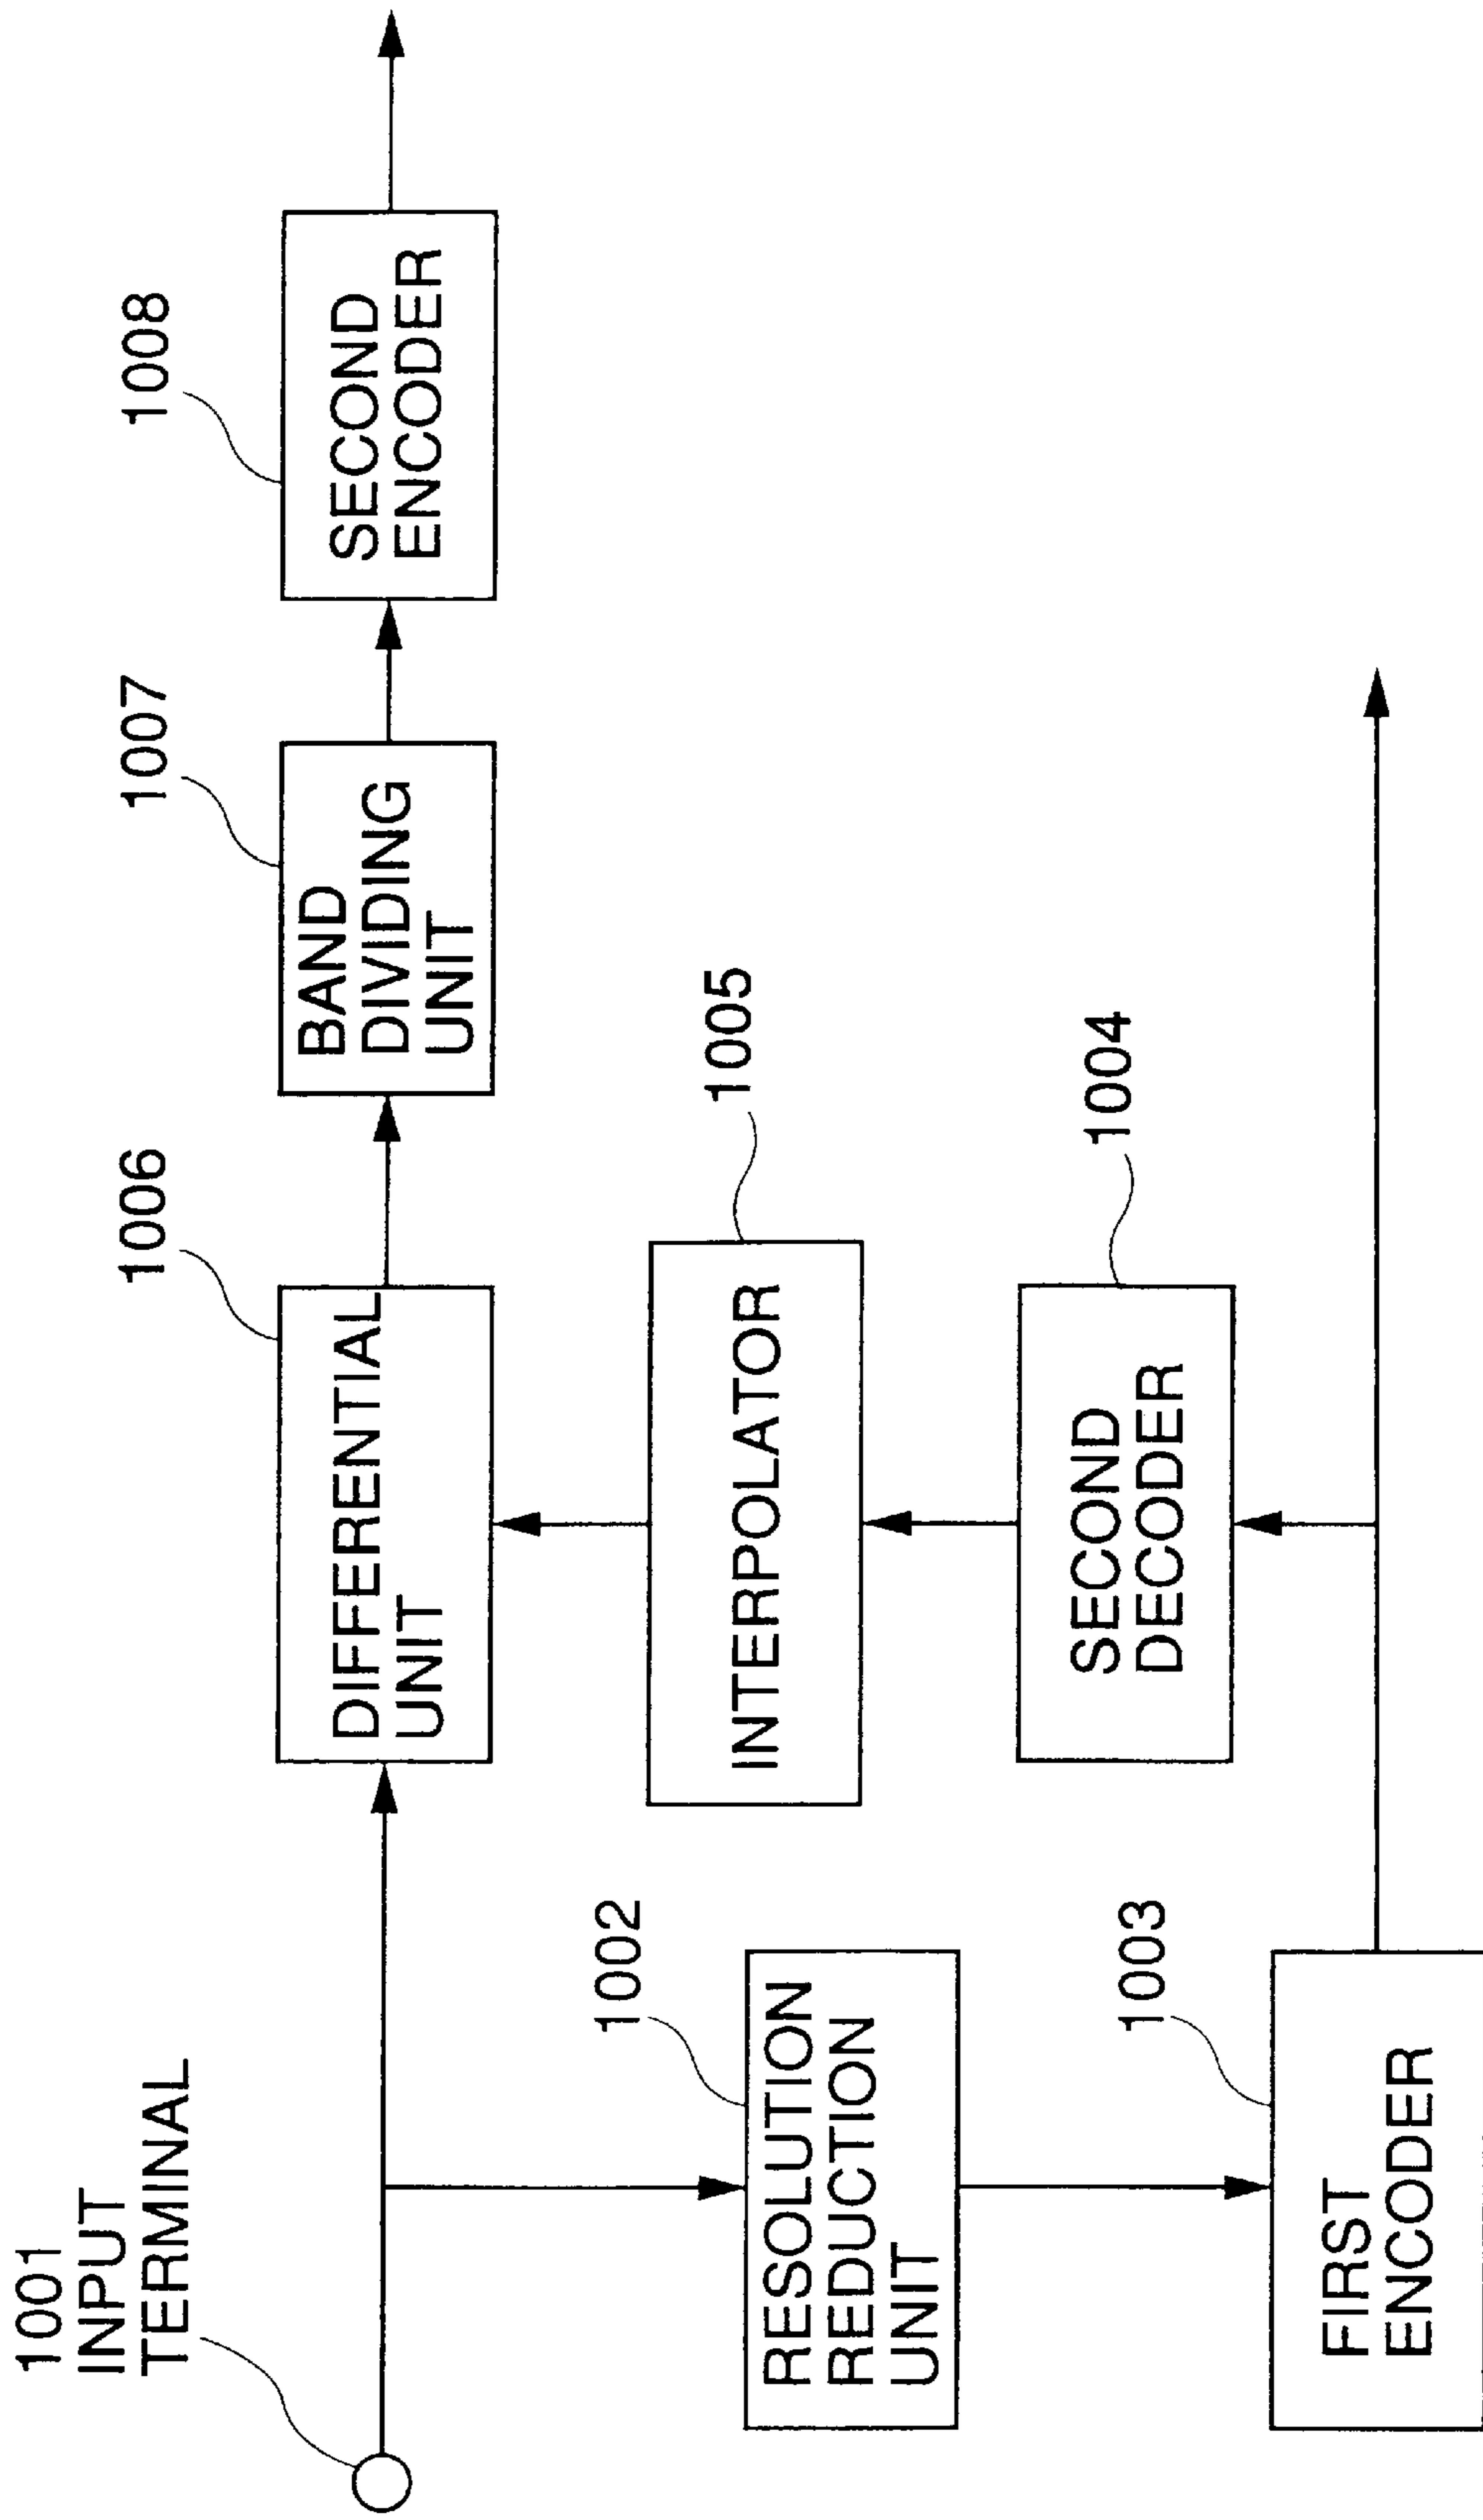 1001
INPUT
TERMINAL
1006
DIFFERENTIAL
UNIT
1007
BAND
DIVIDING
UNIT
1008
SECOND
ENCODER
1002
RESOLUTION
REDUCTION
UNIT
1005
INTERPOLATOR
1003
FIRST
ENCODER
1004
SECOND
DECODER